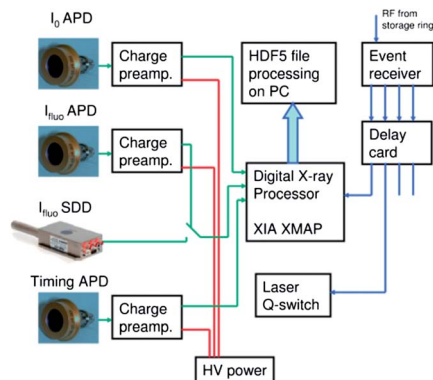 I0 APD
Charge
preamp.
HDF5 file
processing
on PC
RF from
storage ring
Event
receiver
Ifluo APD
Charge
preamp.
Delay
card
Digital X-ray
Processor
XIA XMAP
Ifluo SDD
Timing APD
Charge
preamp.
Laser
Q-switch
HV power